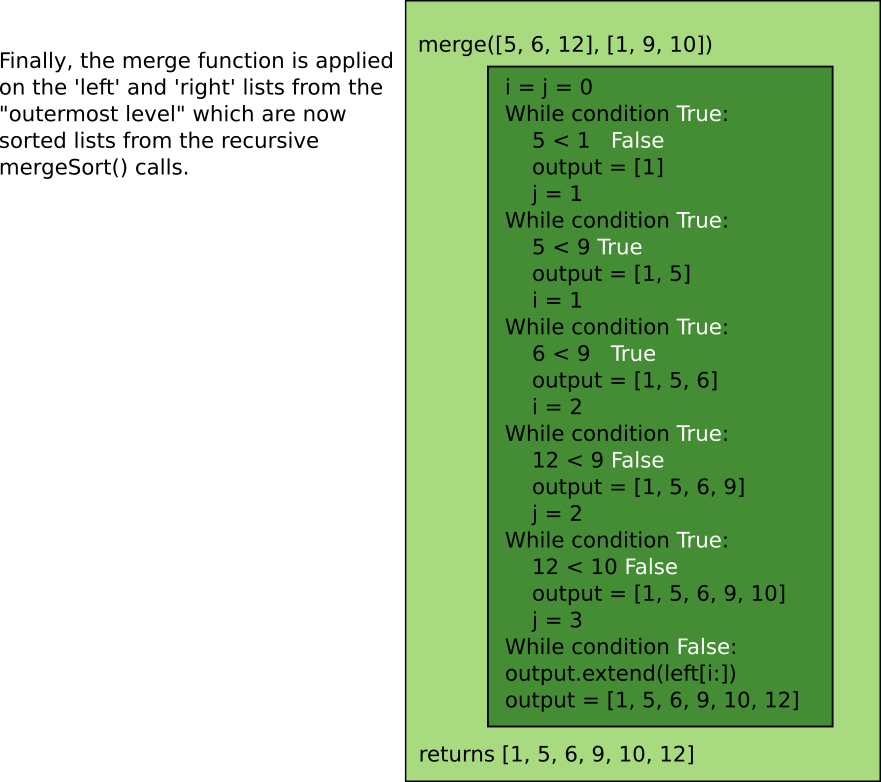 Finally, the merge function is applied
on the 'left' and 'right' lists from the
"outermost level" which are now
sorted lists from the recursive
mergeSort() calls.
merge([5, 6, 12], [1, 9, 10])
i = j = 0
While condition True:
5 < 1 False
output = [1]
j = 1
While condition True:
5 < 9 True
output = [1, 5]
i = 1
While condition True:
6 < 9 True
output = [1, 5, 6]
i = 2
While condition True:
12 < 9 False
output = [1, 5, 6, 9]
j = 2
While condition True:
12 < 10 False
output = [1, 5, 6, 9, 10]
j = 3
While condition False:
output.extend(left[i:])
output = [1, 5, 6, 9, 10, 12]
returns [1, 5, 6, 9, 10, 12]